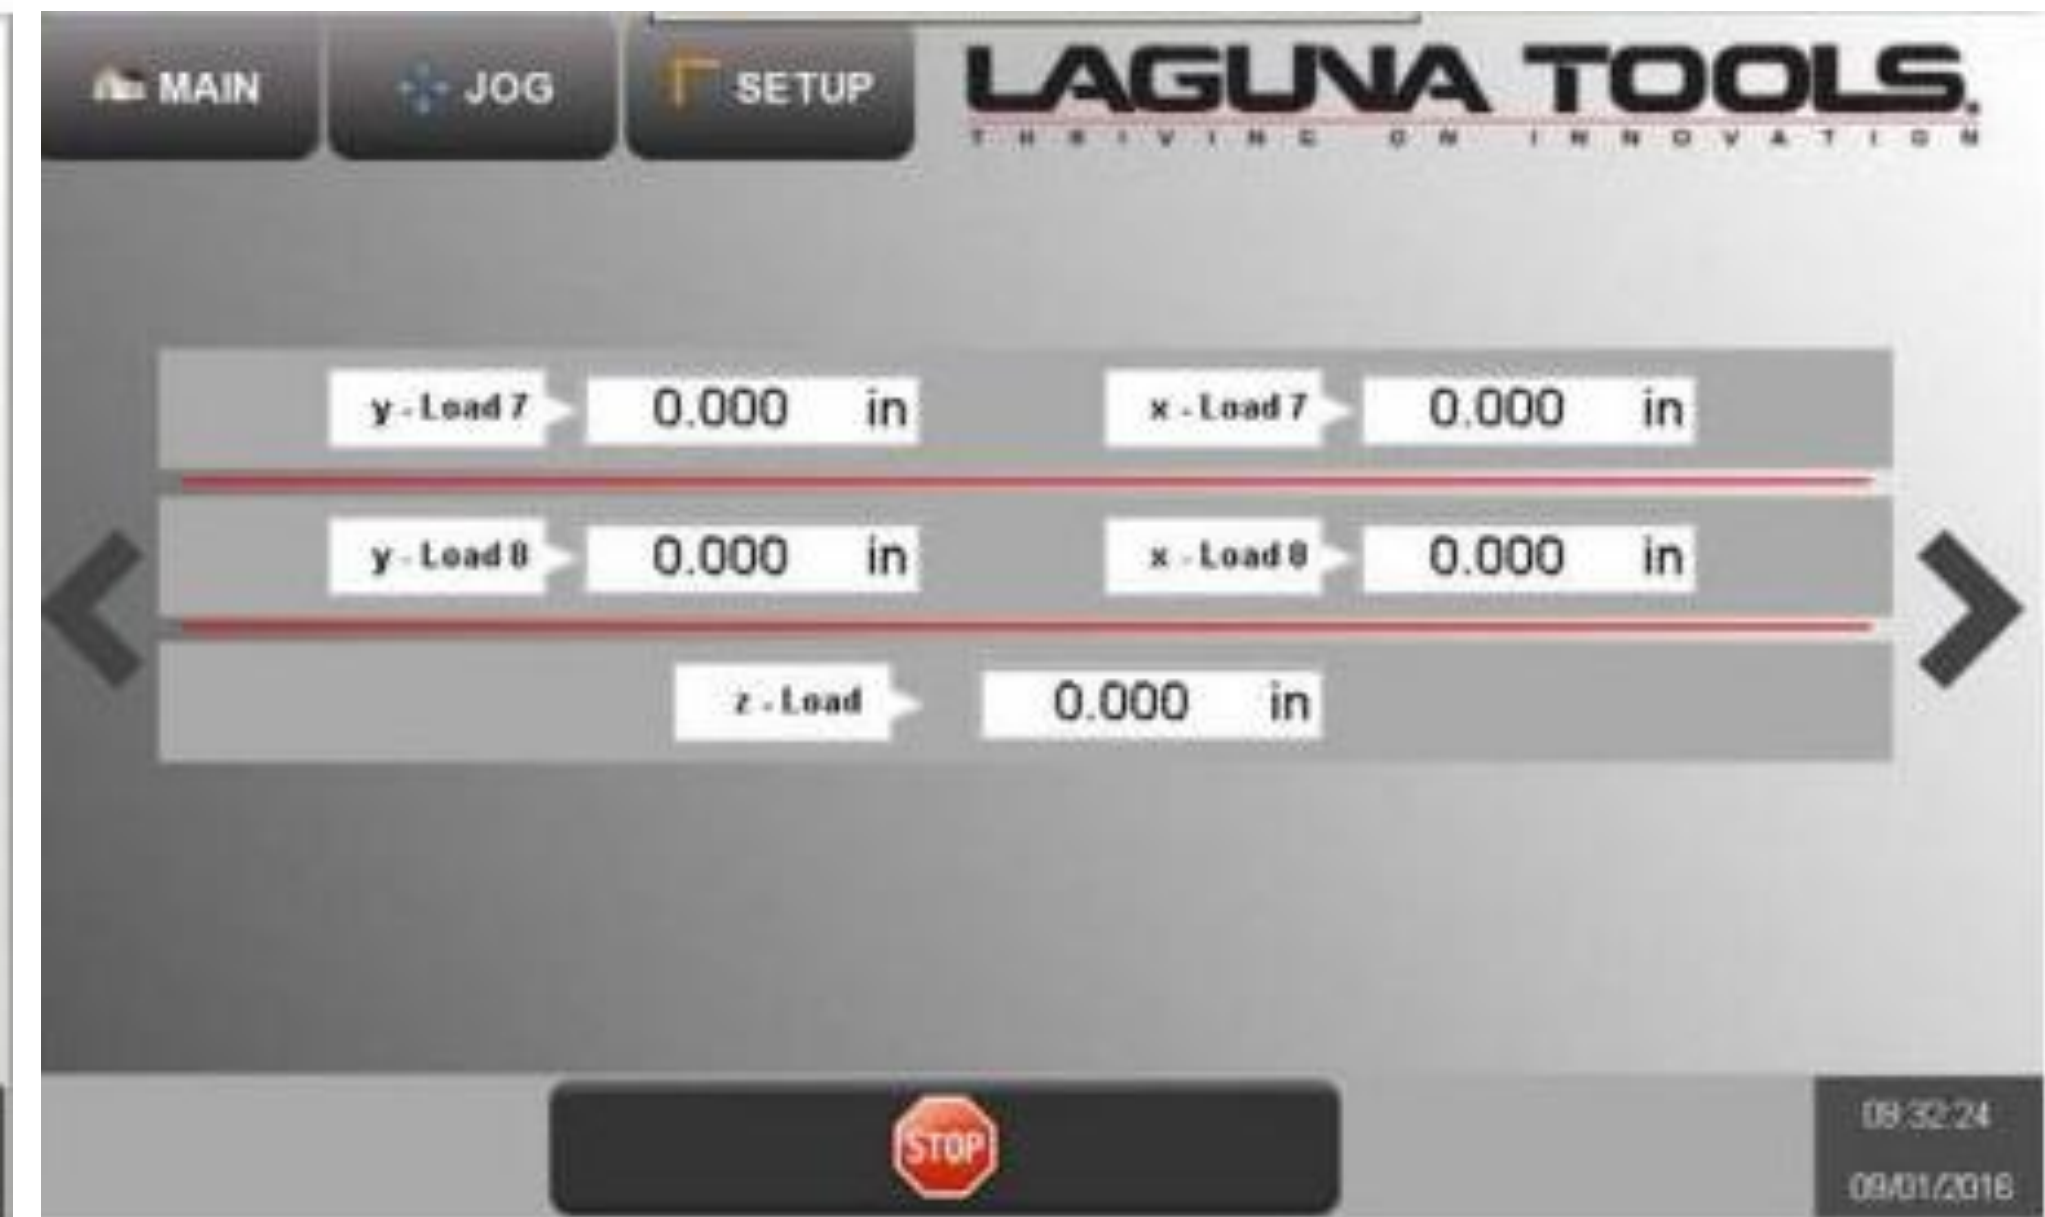 MAIN JOG SETUP
LAGUNA TOOLS.
THRIVING ON INNOVATION
y - Load 7 0.000 in x - Load 7 0.000 in
y - Load 8 0.000 in x - Load 8 0.000 in
z - Load 0.000 in
STOP
09:32:24
09/01/2016